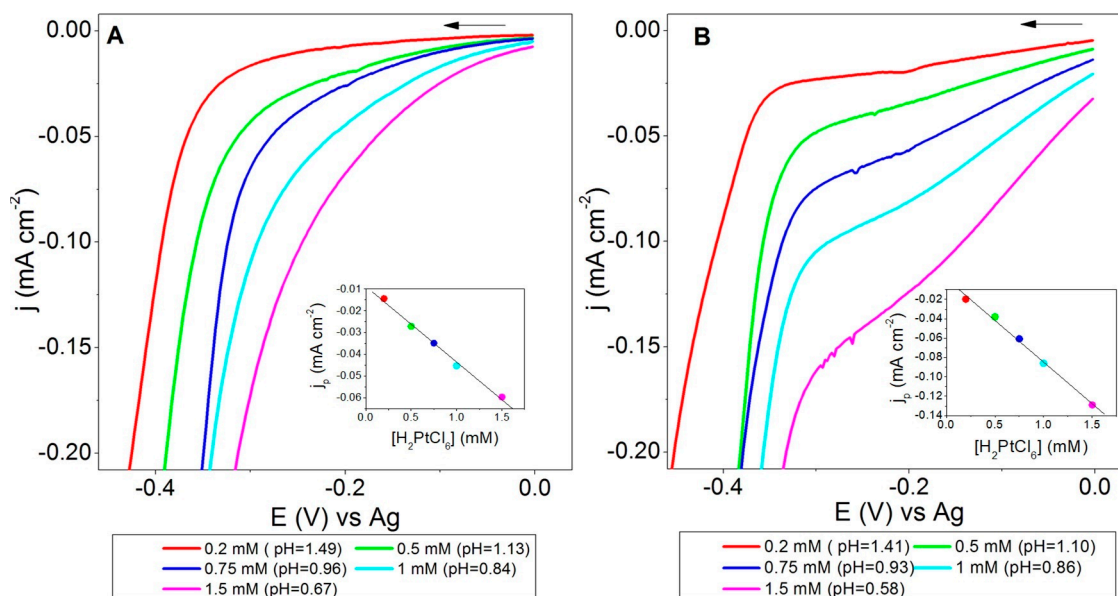 A
0.00
-0.05
-0.10
-0.15
-0.20
j (mA cm-2)
-0.4
-0.2
0.0
E (V) vs Ag
-0.01
-0.02
-0.03
-0.04
-0.05
-0.06
jp (mA cm-2)
0.0
0.5
1.0
1.5
[H2PtCl6] (mM)
0.2 mM ( pH=1.49)
0.5 mM (pH=1.13)
0.75 mM (pH=0.96)
1 mM (pH=0.84)
1.5 mM (pH=0.67)
B
0.00
-0.05
-0.10
-0.15
-0.20
j (mA cm-2)
-0.4
-0.2
0.0
E (V) vs Ag
-0.02
-0.04
-0.06
-0.08
-0.10
-0.12
-0.14
jp (mA cm-2)
0.0
0.5
1.0
1.5
[H2PtCl6] (mM)
0.2 mM ( pH=1.41)
0.5 mM (pH=1.10)
0.75 mM (pH=0.93)
1 mM (pH=0.86)
1.5 mM (pH=0.58)